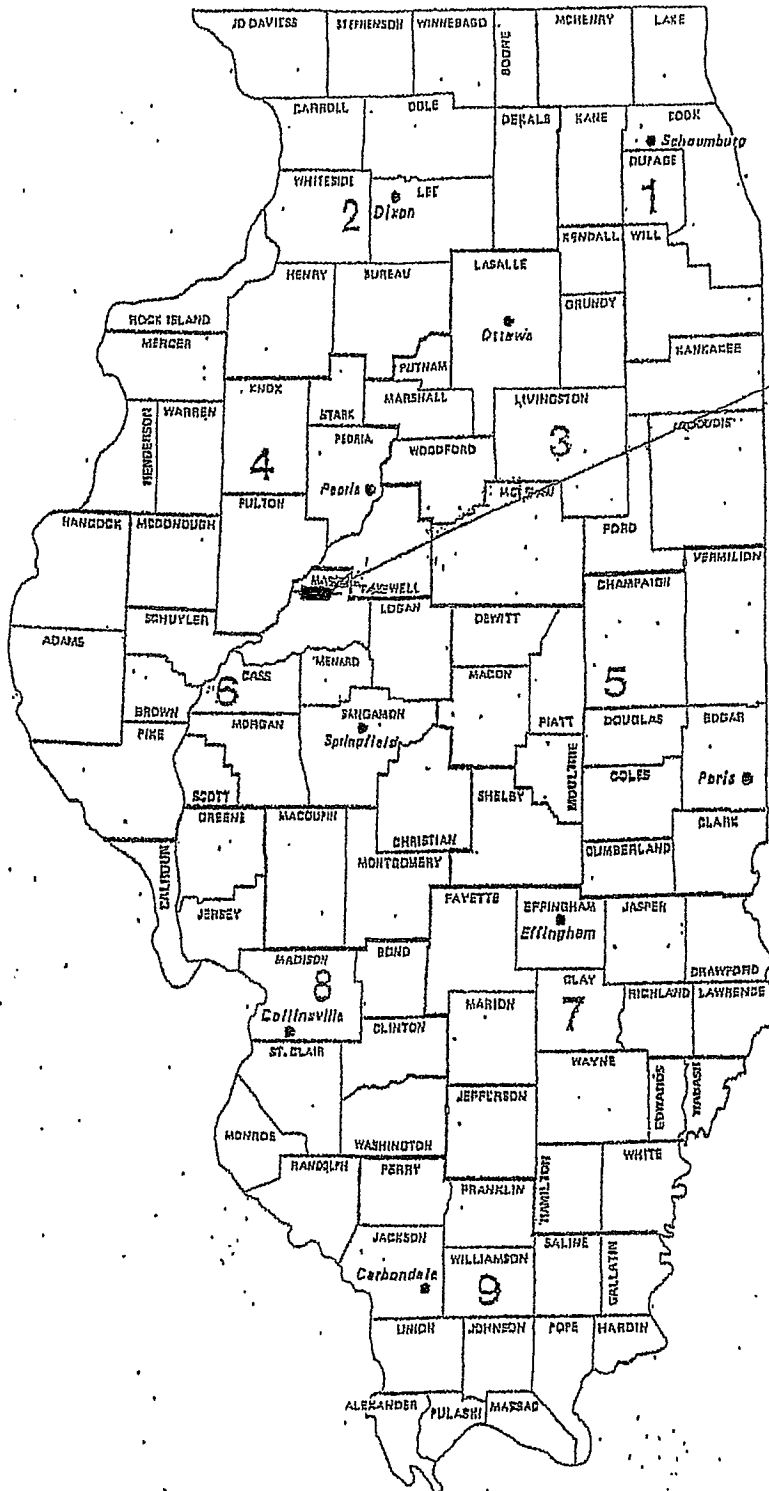 JO DAVIESS STEPHENSON WINNEBAGO BOONE MCHENRY LAKE
CARROLL OGLE DEKALB KANE COOK
Schaumburg
DUPAGE
WHITESIDE LEE
2 Dixon 1
KENDALL WILL
HENRY BUREAU LASALLE
GRUNDY
ROCK ISLAND
Ottawa
MERCER KANKAKEE
PUTNAM
KNOX MARSHALL LIVINGSTON
STARK
HENDERSON WARREN PEORIA
WOODFORD 3
4
Peoria
FULTON
HANCOCK MCDONOUGH FORD
VERMILION
TAZEWELL CHAMPAIGN
LOGAN
SCHUYLER DEWITT
ADAMS
MENARD
CASS MACON
6 5
BROWN MORGAN SANGAMON PIATT DOUGLAS EDGAR
PIKE Springfield
MOULTRIE COLES Paris
SCOTT SHELBY
GREENE MACOUPIN CLARK
CHRISTIAN CUMBERLAND
MONTGOMERY
CALHOUN
FAYETTE EFFINGHAM JASPER
JERSEY Effingham
MADISON BOND
CRAWFORD
8 CLAY RICHLAND LAWRENCE
MARION
Collinsville 7
CLINTON
ST. CLAIR WAYNE
EDWARDS WABASH
JEFFERSON
MONROE WASHINGTON
RANDOLPH PERRY WHITE
HAMILTON
FRANKLIN
JACKSON SALINE
WILLIAMSON GALLATIN
Carbondale 9
UNION JOHNSON POPE HARDIN
ALEXANDER PULASKI MASSAC